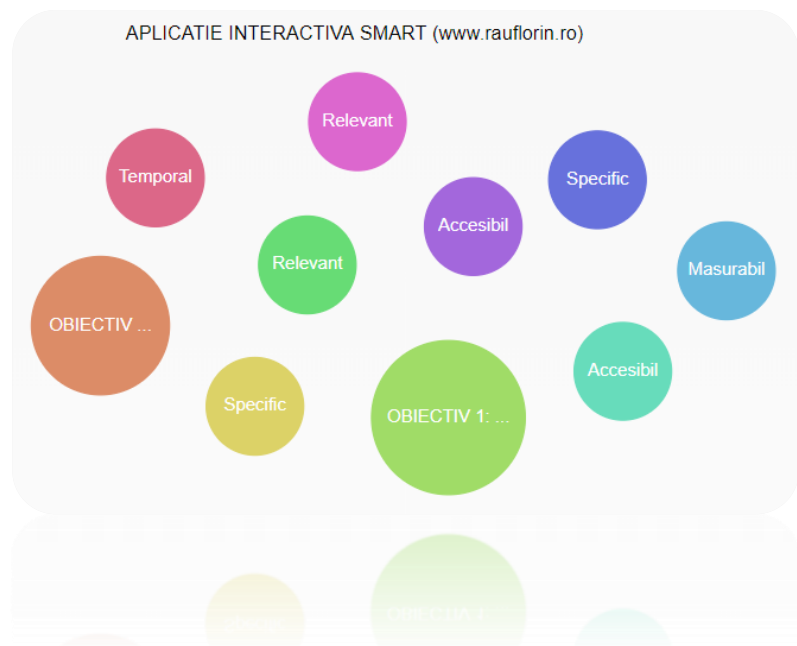 APLICATIE INTERACTIVA SMART (www.rauflorin.ro)
Relevant
Temporal
Specific
Accesibil
Relevant
Masurabil
OBIECTIV ...
Accesibil
Specific
OBIECTIV 1: ...